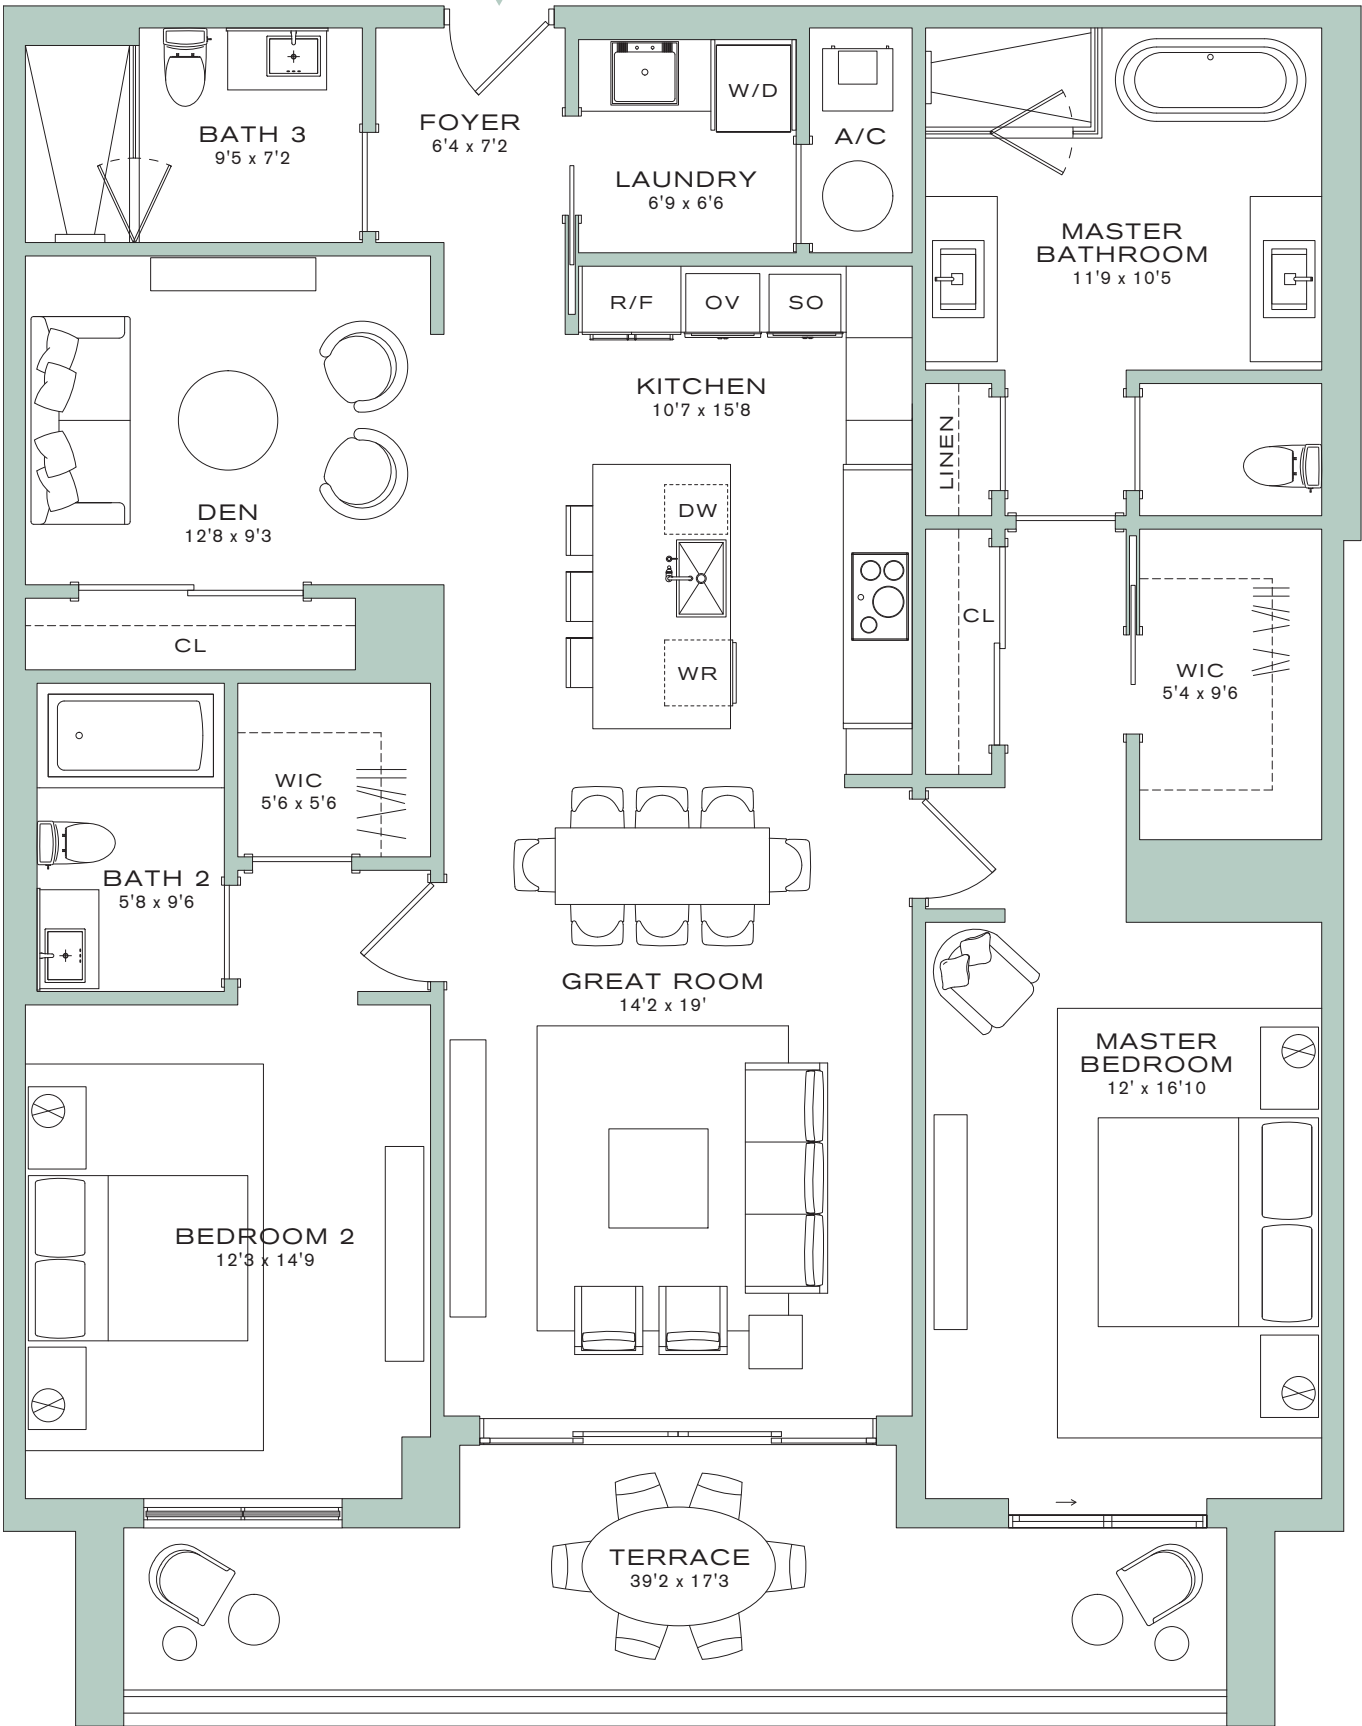 BATH 3
9'5 x 7'2
FOYER
6'4 x 7'2
W/D
LAUNDRY
6'9 x 6'6
A/C
MASTER
BATHROOM
11'9 x 10'5
R/F
OV
SO
KITCHEN
10'7 x 15'8
LINEN
DEN
12'8 x 9'3
DW
CL
CL
WR
WIC
5'4 x 9'6
WIC
5'6 x 5'6
BATH 2
5'8 x 9'6
GREAT ROOM
14'2 x 19'
MASTER
BEDROOM
12' x 16'10
BEDROOM 2
12'3 x 14'9
TERRACE
39'2 x 17'3